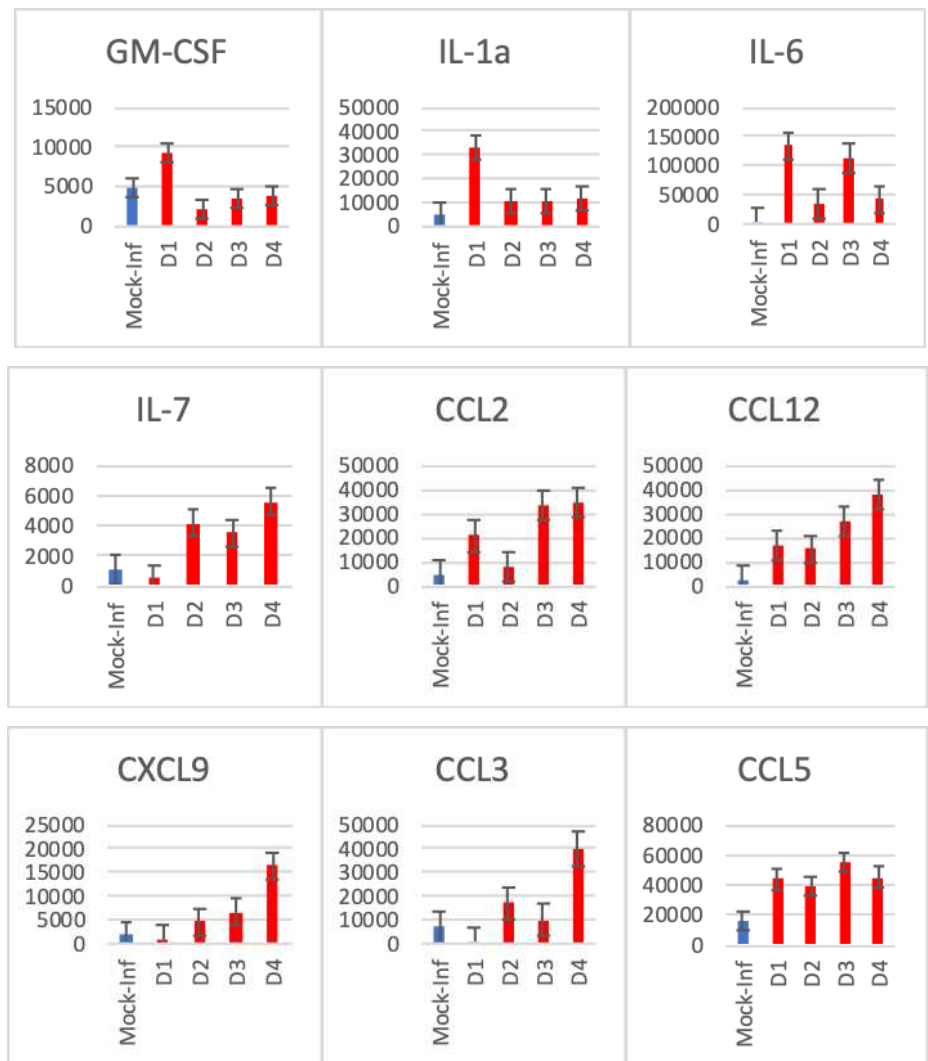 GM-CSF
15000
10000
5000
0
Mock-Inf
D1
D2
D3
D4
IL-1a
50000
40000
30000
20000
10000
0
Mock-Inf
D1
D2
D3
D4
IL-6
200000
150000
100000
50000
0
Mock-Inf
D1
D2
D3
D4
IL-7
8000
6000
4000
2000
0
Mock-Inf
D1
D2
D3
D4
CCL2
50000
40000
30000
20000
10000
0
Mock-Inf
D1
D2
D3
D4
CCL12
50000
40000
30000
20000
10000
0
Mock-Inf
D1
D2
D3
D4
CXCL9
25000
20000
15000
10000
5000
0
Mock-Inf
D1
D2
D3
D4
CCL3
50000
40000
30000
20000
10000
0
Mock-Inf
D1
D2
D3
D4
CCL5
80000
60000
40000
20000
0
Mock-Inf
D1
D2
D3
D4